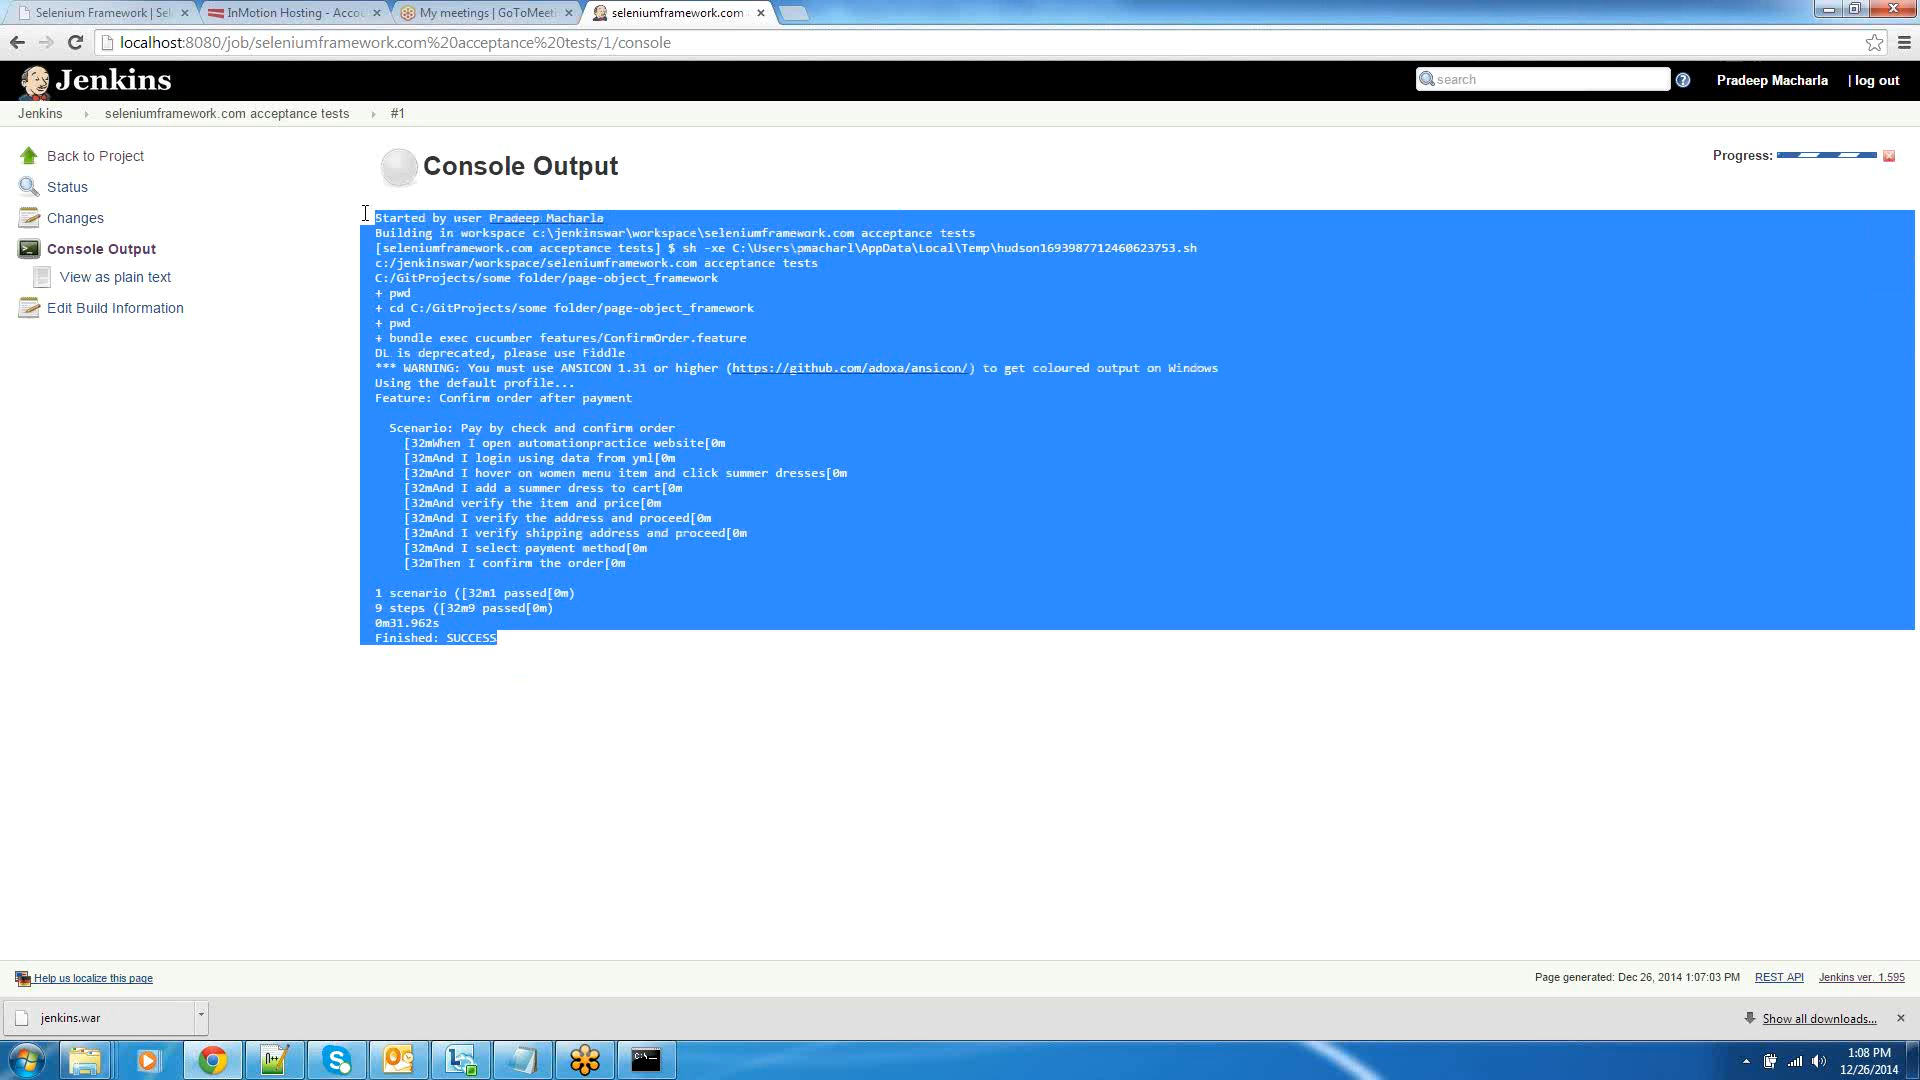 Selenium Framework | Sel
InMotion Hosting - Accou
My meetings | GoToMeeti
seleniumframework.com
localhost:8080/job/seleniumframework.com%20acceptance%20tests/1/console
Jenkins
search
Pradeep Macharla
| log out
Jenkins
seleniumframework.com acceptance tests
#1
Back to Project
Status
Changes
Console Output
View as plain text
Edit Build Information
Console Output
Progress:
Started by user Pradeep Macharla
Building in workspace c:\jenkinswar\workspace\seleniumframework.com acceptance tests
[seleniumframework.com acceptance tests] $ sh -xe C:\Users\pmacharl\AppData\Local\Temp\hudson1693987712460623753.sh
c:/jenkinswar/workspace/seleniumframework.com acceptance tests
C:/GitProjects/some folder/page-object_framework
+ pwd
+ cd C:/GitProjects/some folder/page-object_framework
+ pwd
+ bundle exec cucumber features/ConfirmOrder.feature
DL is deprecated, please use Fiddle
*** WARNING: You must use ANSICON 1.31 or higher (https://github.com/adoxa/ansicon/) to get coloured output on Windows
Using the default profile...
Feature: Confirm order after payment
Scenario: Pay by check and confirm order
[32mWhen I open automationpractice website[0m
[32mAnd I login using data from yml[0m
[32mAnd I hover on women menu item and click summer dresses[0m
[32mAnd I add a summer dress to cart[0m
[32mAnd verify the item and price[0m
[32mAnd I verify the address and proceed[0m
[32mAnd I verify shipping address and proceed[0m
[32mAnd I select payment method[0m
[32mThen I confirm the order[0m
1 scenario ([32m1 passed[0m)
9 steps ([32m9 passed[0m)
0m31.962s
Finished: SUCCESS
Help us localize this page
Page generated: Dec 26, 2014 1:07:03 PM
REST API
Jenkins ver. 1.595
jenkins.war
Show all downloads...
1:08 PM
12/26/2014